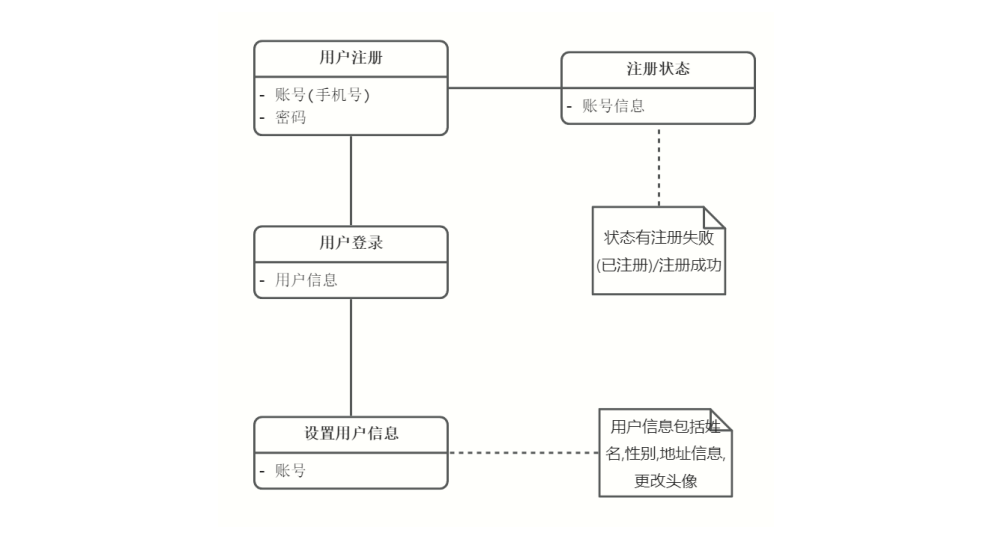 用户注册
- 账号(手机号)
- 密码
注册状态
- 账号信息
状态有注册失败
(已注册)/注册成功
用户登录
- 用户信息
设置用户信息
- 账号
用户信息包括姓
名,性别,地址信息,
更改头像